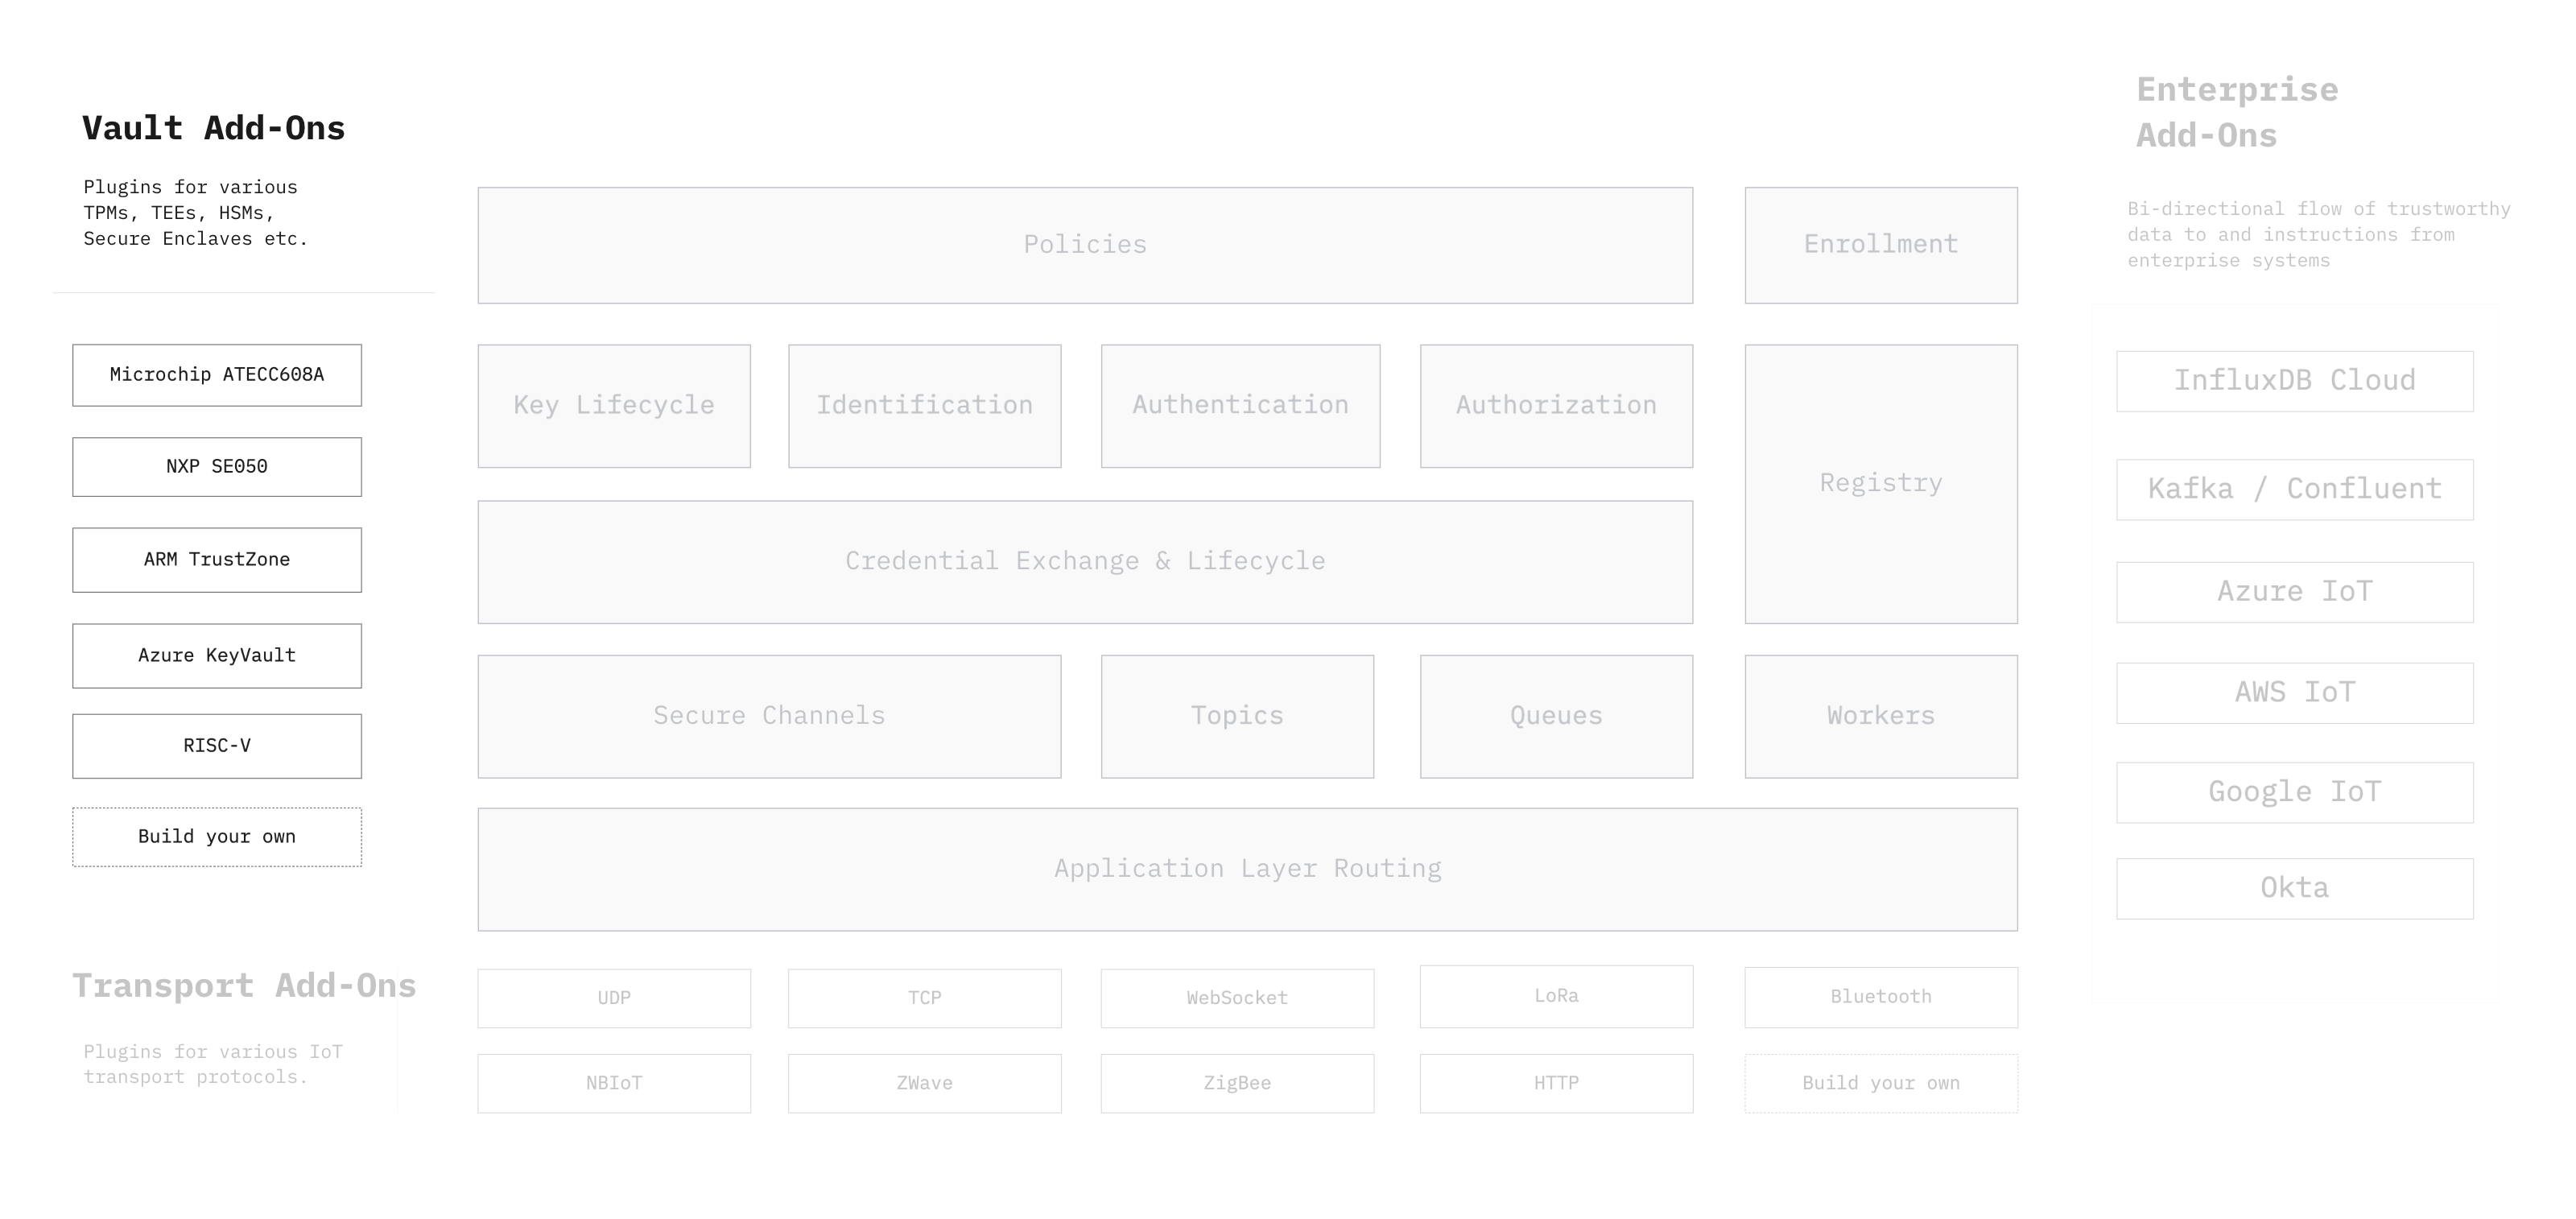 Vault Add-Ons
Plugins for various
TPMs, TEEs, HSMs,
Secure Enclaves etc.
Microchip ATECC608A
NXP SE050
ARM TrustZone
Azure KeyVault
RISC-V
Build your own
Policies
Enrollment
Key Lifecycle
Identification
Authentication
Authorization
Registry
Credential Exchange & Lifecycle
Secure Channels
Topics
Queues
Workers
Application Layer Routing
Transport Add-Ons
Plugins for various IoT
transport protocols.
UDP
TCP
WebSocket
LoRa
Bluetooth
NBIoT
ZWave
ZigBee
HTTP
Build your own
Enterprise
Add-Ons
Bi-directional flow of trustworthy
data to and instructions from
enterprise systems
InfluxDB Cloud
Kafka / Confluent
Azure IoT
AWS IoT
Google IoT
Okta